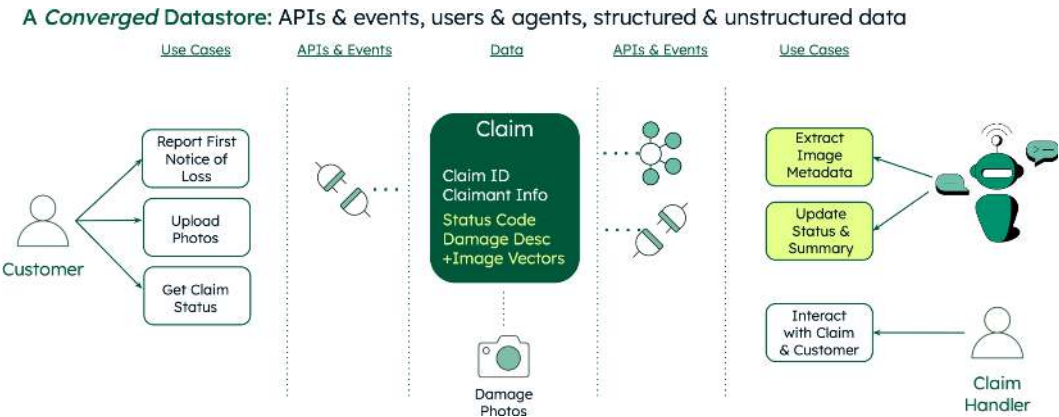 A Converged Datastore: APIs & events, users & agents, structured & unstructured data
Use Cases
APIs & Events
Data
APIs & Events
Use Cases
Customer
Report First
Notice of
Loss
Upload
Photos
Get Claim
Status
Claim
Claim ID
Claimant Info
Status Code
Damage Desc
+Image Vectors
Damage
Photos
Extract
Image
Metadata
Update
Status &
Summary
Interact
with Claim
& Customer
Claim
Handler